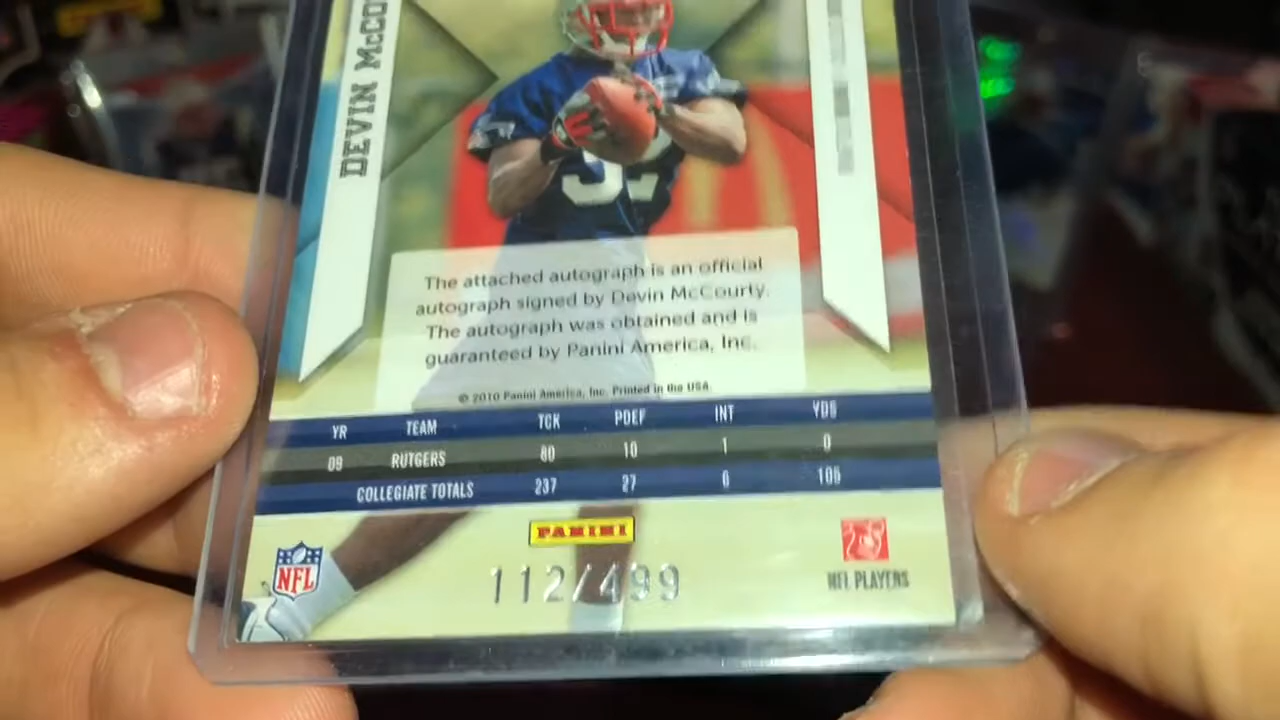 DEVIN McCO
The attached autograph is an official
autograph signed by Devin McCourty.
The autograph was obtained and is
guaranteed by Panini America, Inc.
© 2010 Panini America, Inc. Printed in the USA.
YR TEAM TCK PDEF INT YDS
09 RUTGERS 80 10 1 0
COLLEGIATE TOTALS 237 27 6
PANINI
NFL
112/499
NFL PLAYERS